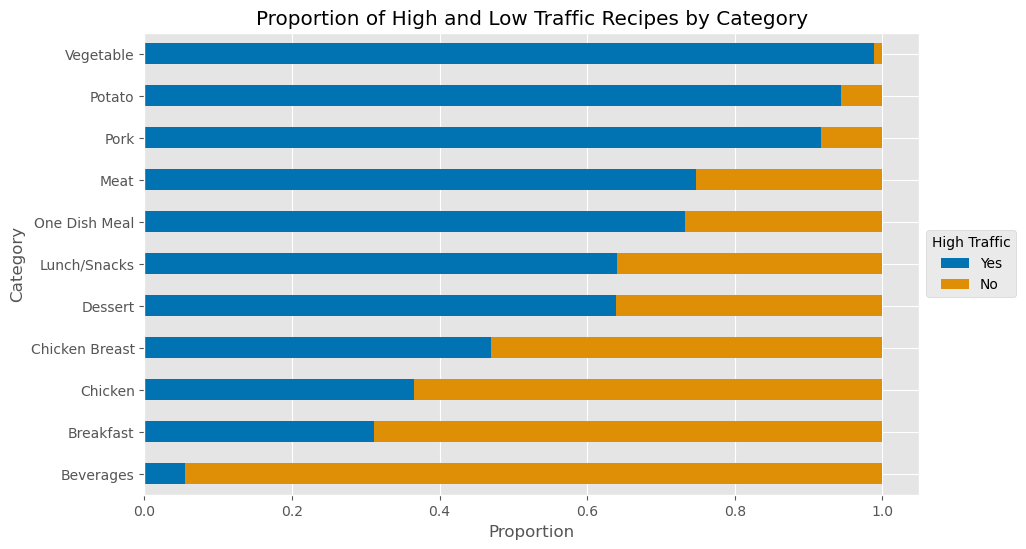 Proportion of High and Low Traffic Recipes by Category
Vegetable
Potato
Pork
Meat
One Dish Meal
Lunch/Snacks
Dessert
Chicken Breast
Chicken
Breakfast
Beverages
Category
0.0 0.2 0.4 0.6 0.8 1.0
Proportion
High Traffic
Yes
No